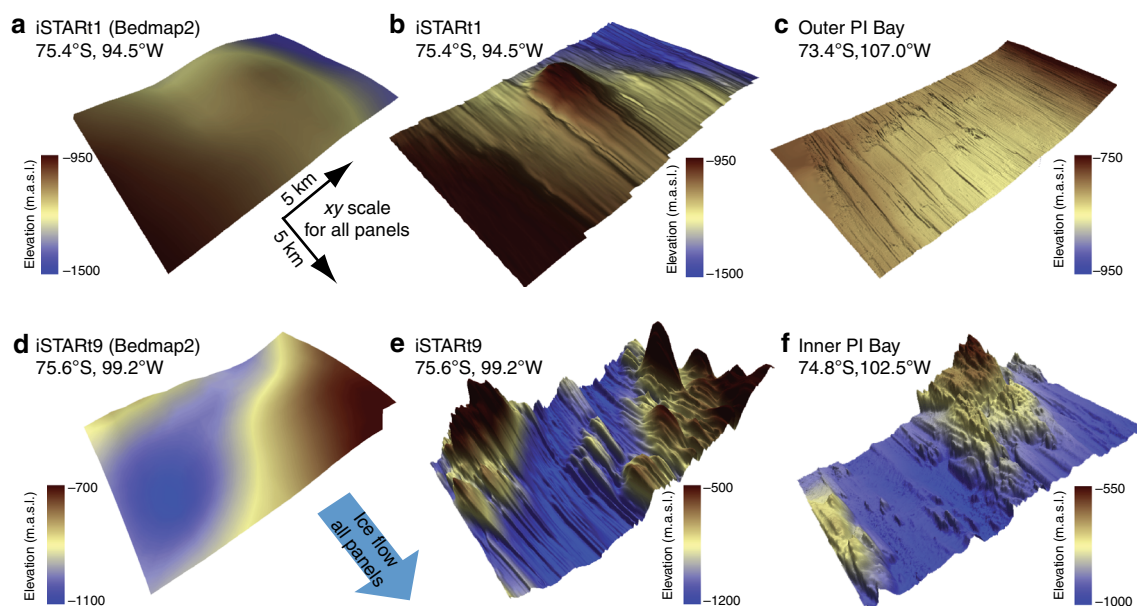 a iSTARt1 (Bedmap2)
75.4°S, 94.5°W
Elevation (m.a.s.l.)
−950
−1500
5 km
5 km
xy scale
for all panels
b iSTARt1
75.4°S, 94.5°W
Elevation (m.a.s.l.)
−950
−1500
c Outer PI Bay
73.4°S,107.0°W
Elevation (m.a.s.l.)
−750
−950
d iSTARt9 (Bedmap2)
75.6°S, 99.2°W
Elevation (m.a.s.l.)
−700
−1100
Ice flow
all panels
e iSTARt9
75.6°S, 99.2°W
Elevation (m.a.s.l.)
−500
−1200
f Inner PI Bay
74.8°S,102.5°W
Elevation (m.a.s.l.)
−550
−1000